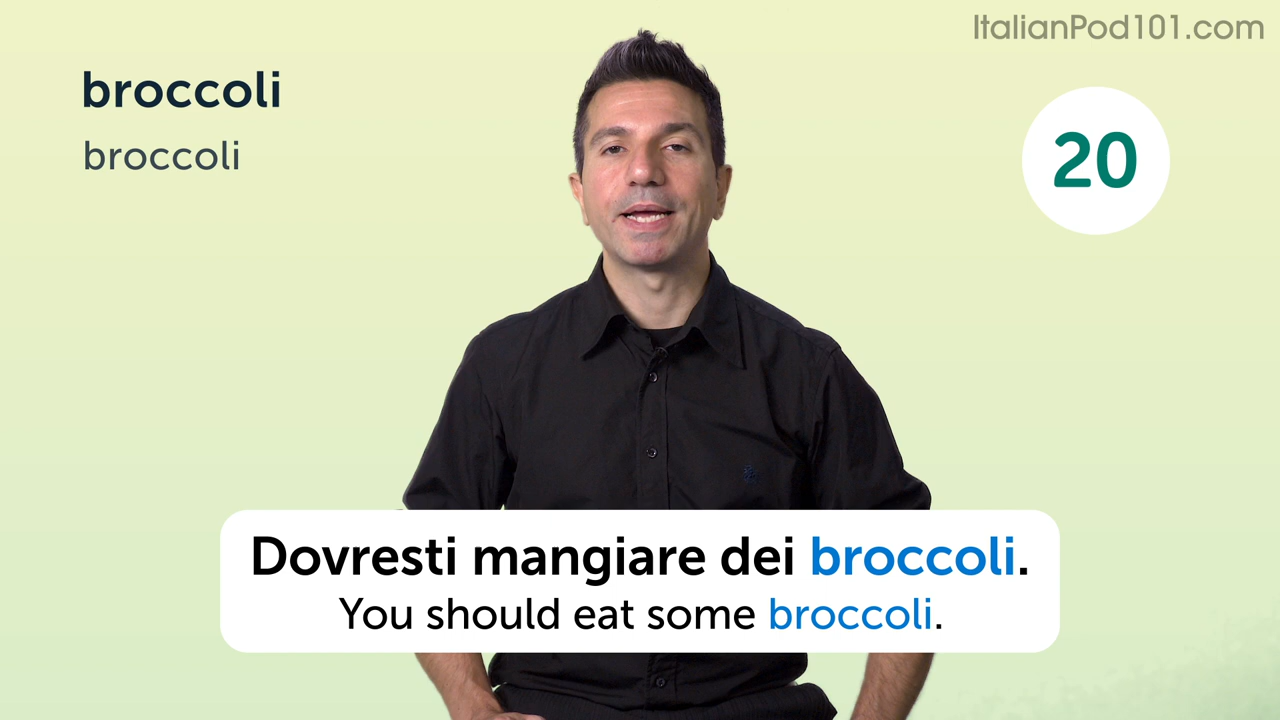 ItalianPod101.com
broccoli
broccoli
20
Dovresti mangiare dei broccoli.
You should eat some broccoli.